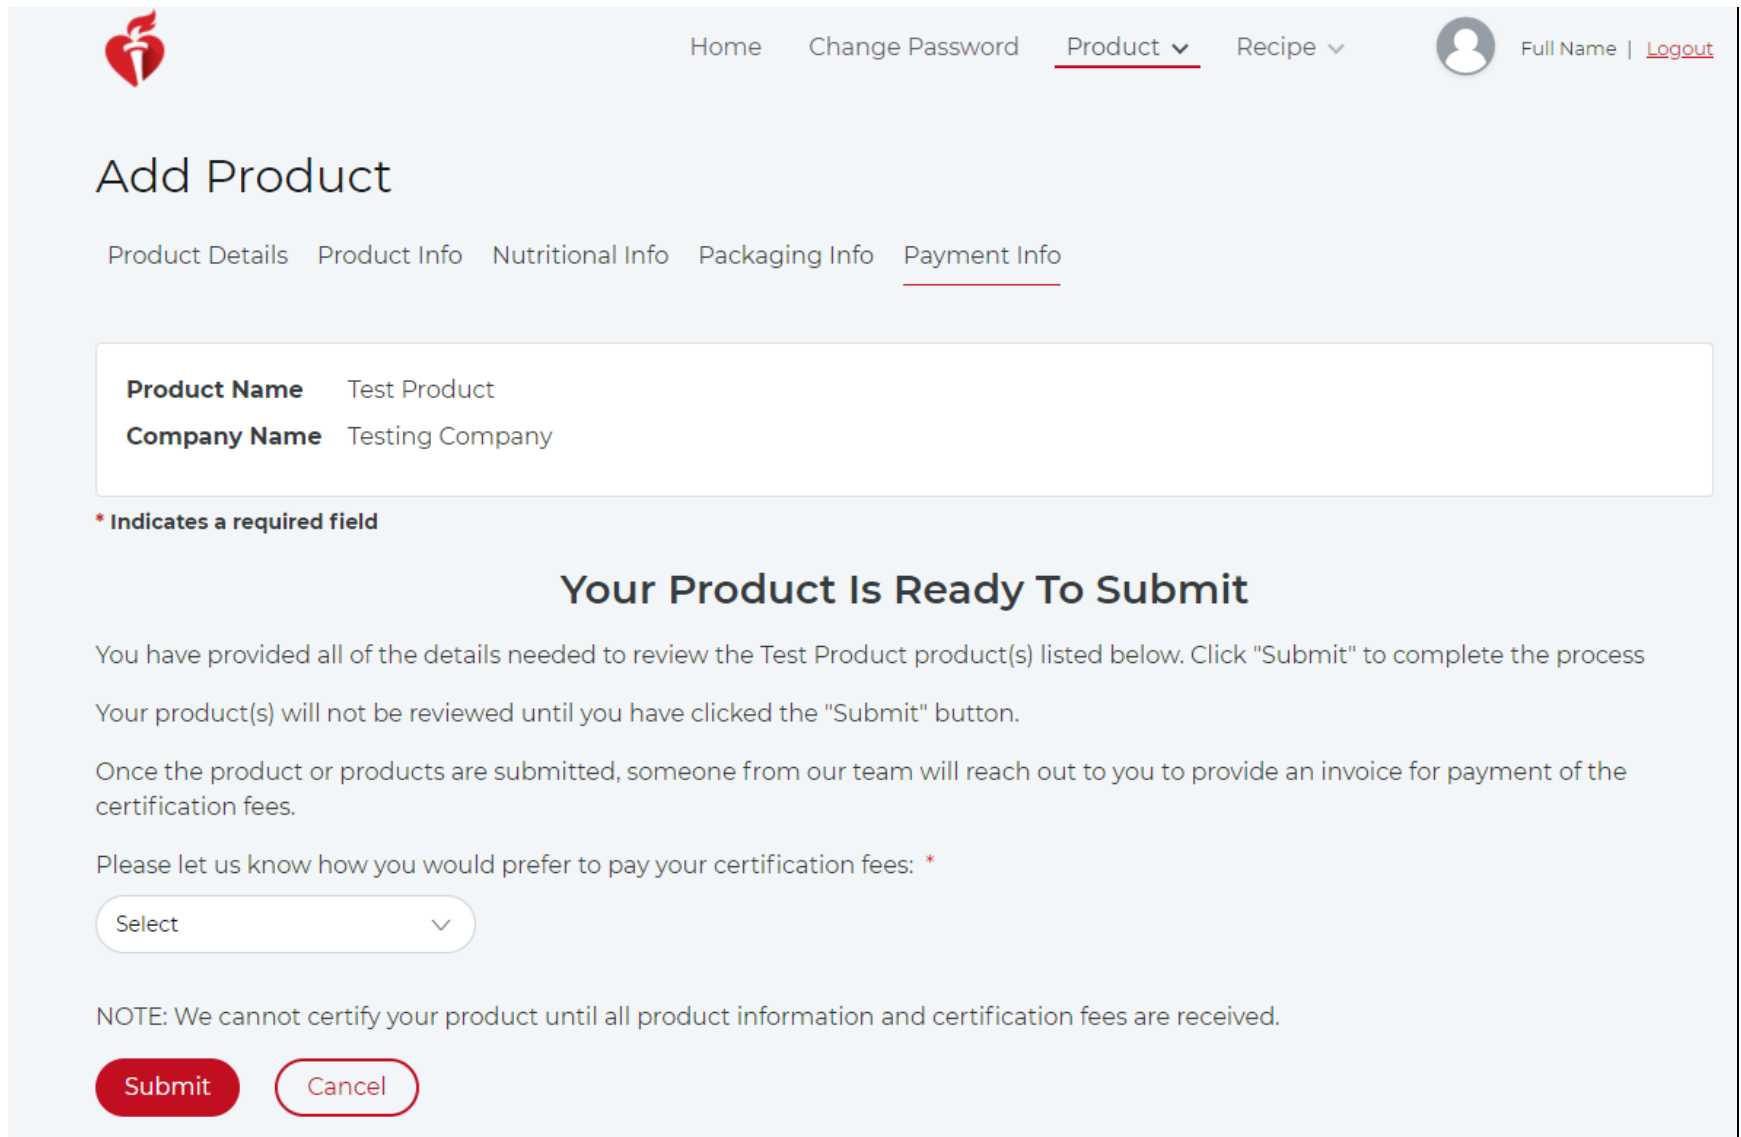 Home Change Password Product Recipe Full Name | Logout
Add Product
Product Details Product Info Nutritional Info Packaging Info Payment Info
Product Name Test Product
Company Name Testing Company
* Indicates a required field
Your Product Is Ready To Submit
You have provided all of the details needed to review the Test Product product(s) listed below. Click "Submit" to complete the process
Your product(s) will not be reviewed until you have clicked the "Submit" button.
Once the product or products are submitted, someone from our team will reach out to you to provide an invoice for payment of the
certification fees.
Please let us know how you would prefer to pay your certification fees: *
Select
NOTE: We cannot certify your product until all product information and certification fees are received.
Submit Cancel